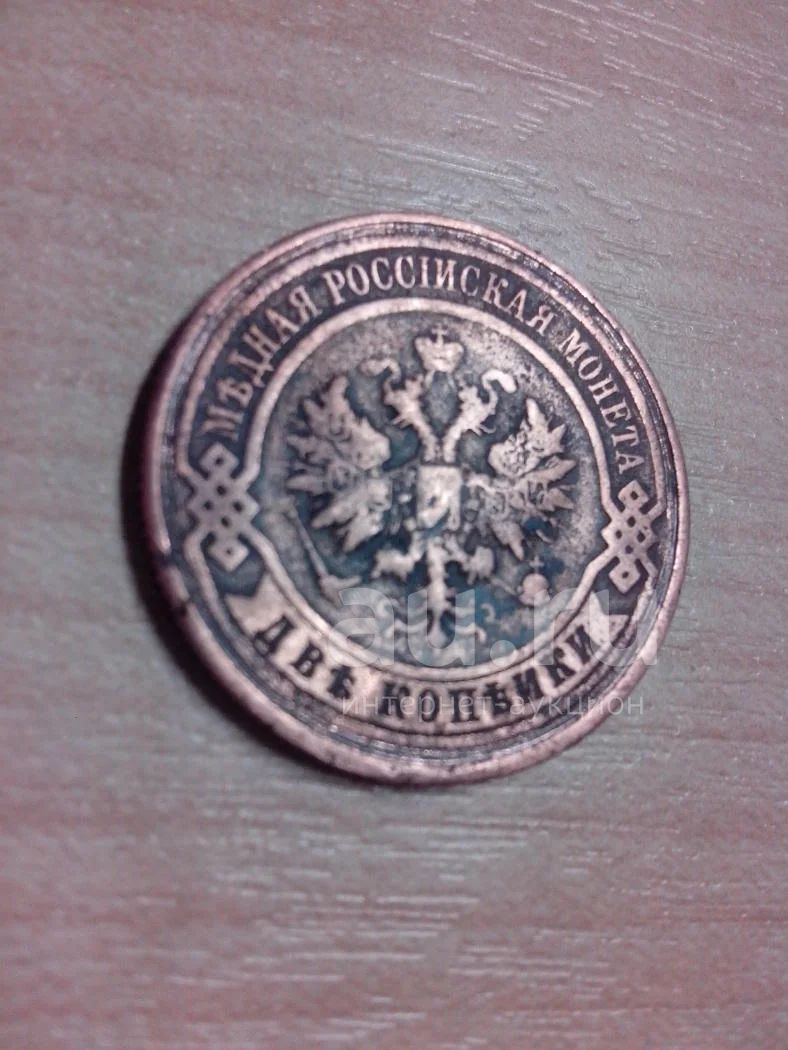 МѢДНАЯ РОССІЙСКАЯ МОНЕТА
ДВѢ КОПѢЙКИ
au.ru
интернет-аукцион